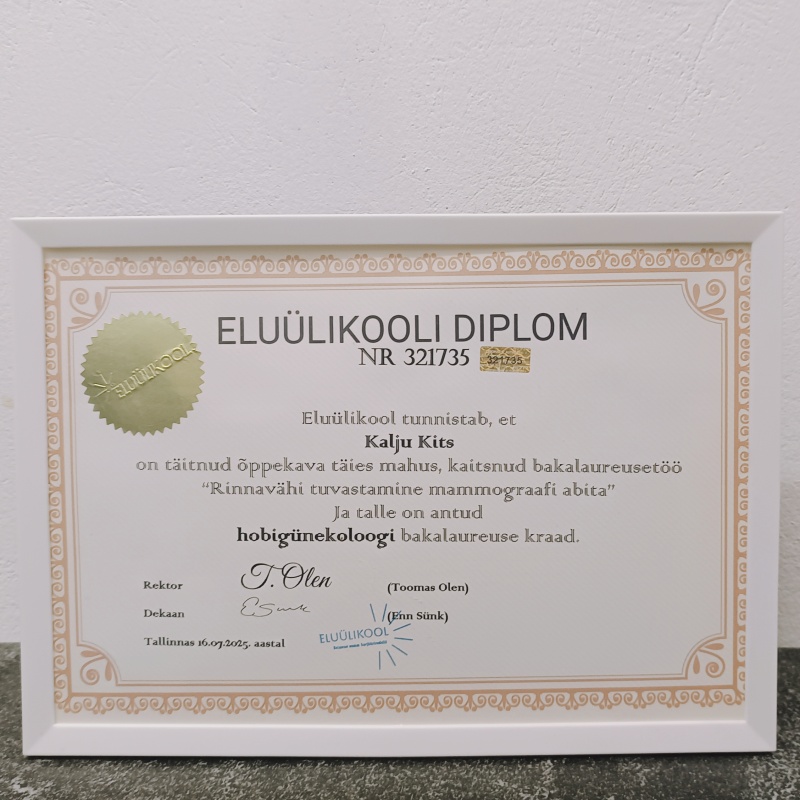 ELUÜLIKOOLI DIPLOM
NR 321735
321735
ELUÜLIKOOL
Eluülikool tunnistab, et
Kalju Kits
on täitnud õppekava täies mahus, kaitsnud bakalaureusetöö
“Rinnavähi tuvastamine mammograafi abita”
Ja talle on antud
hobigünekoloogi bakalaureuse kraad.
Rektor T. Olen (Toomas Olen)
Dekaan E Sunk (Enn Sünk)
Tallinnas 16.07.2025. aastal
ELUÜLIKOOL